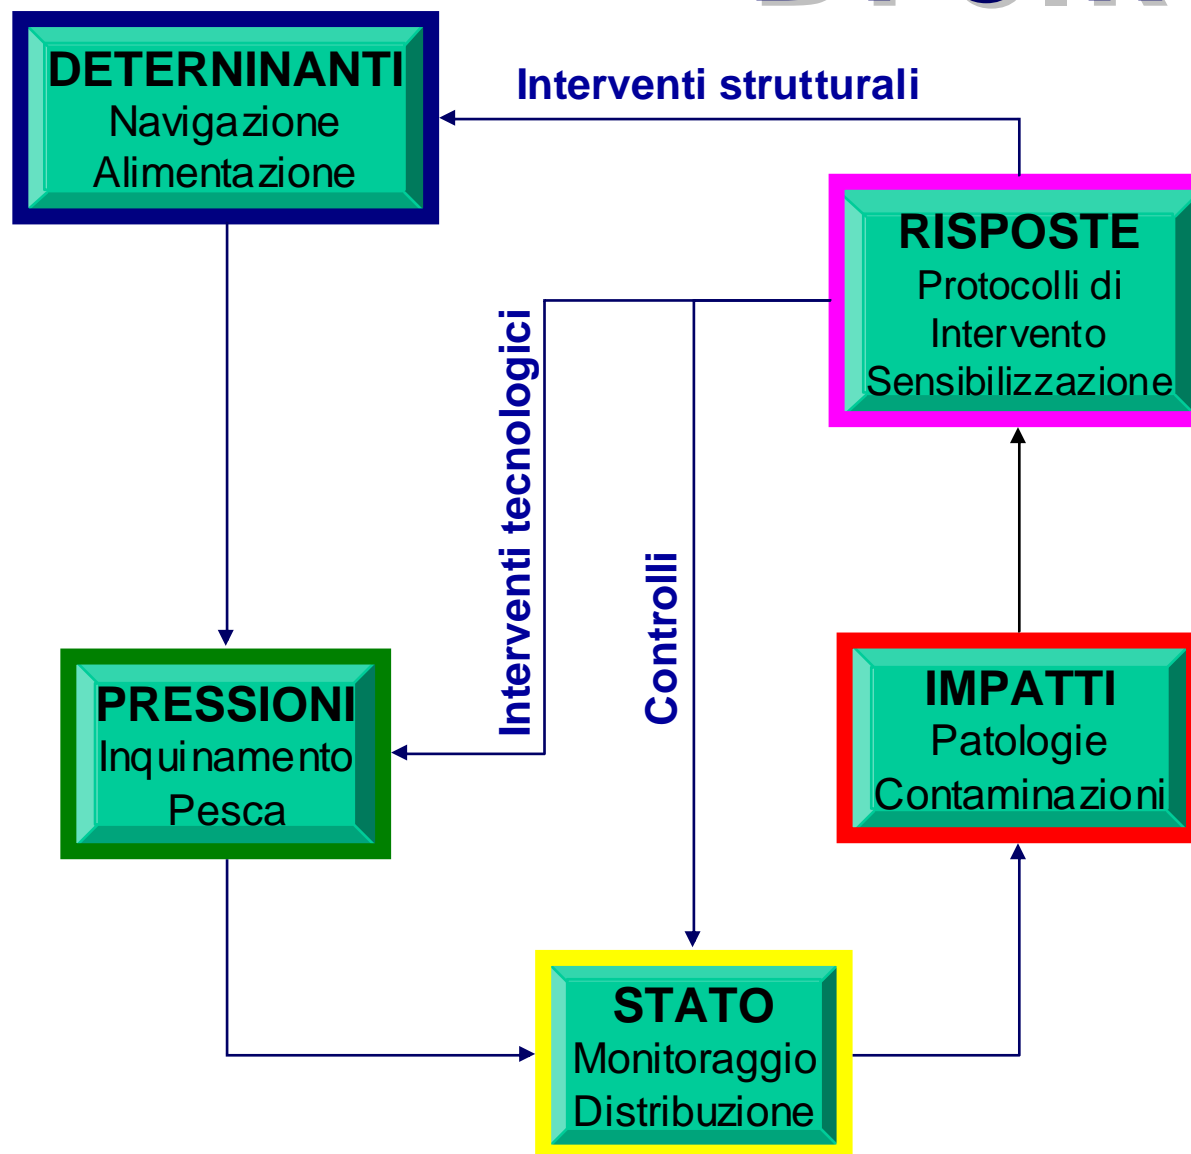 DETERNINANTI
Navigazione
Alimentazione
Interventi strutturali
RISPOSTE
Protocolli di
Intervento
Sensibilizzazione
Interventi tecnologici
Controlli
PRESSIONI
Inquinamento
Pesca
IMPATTI
Patologie
Contaminazioni
STATO
Monitoraggio
Distribuzione